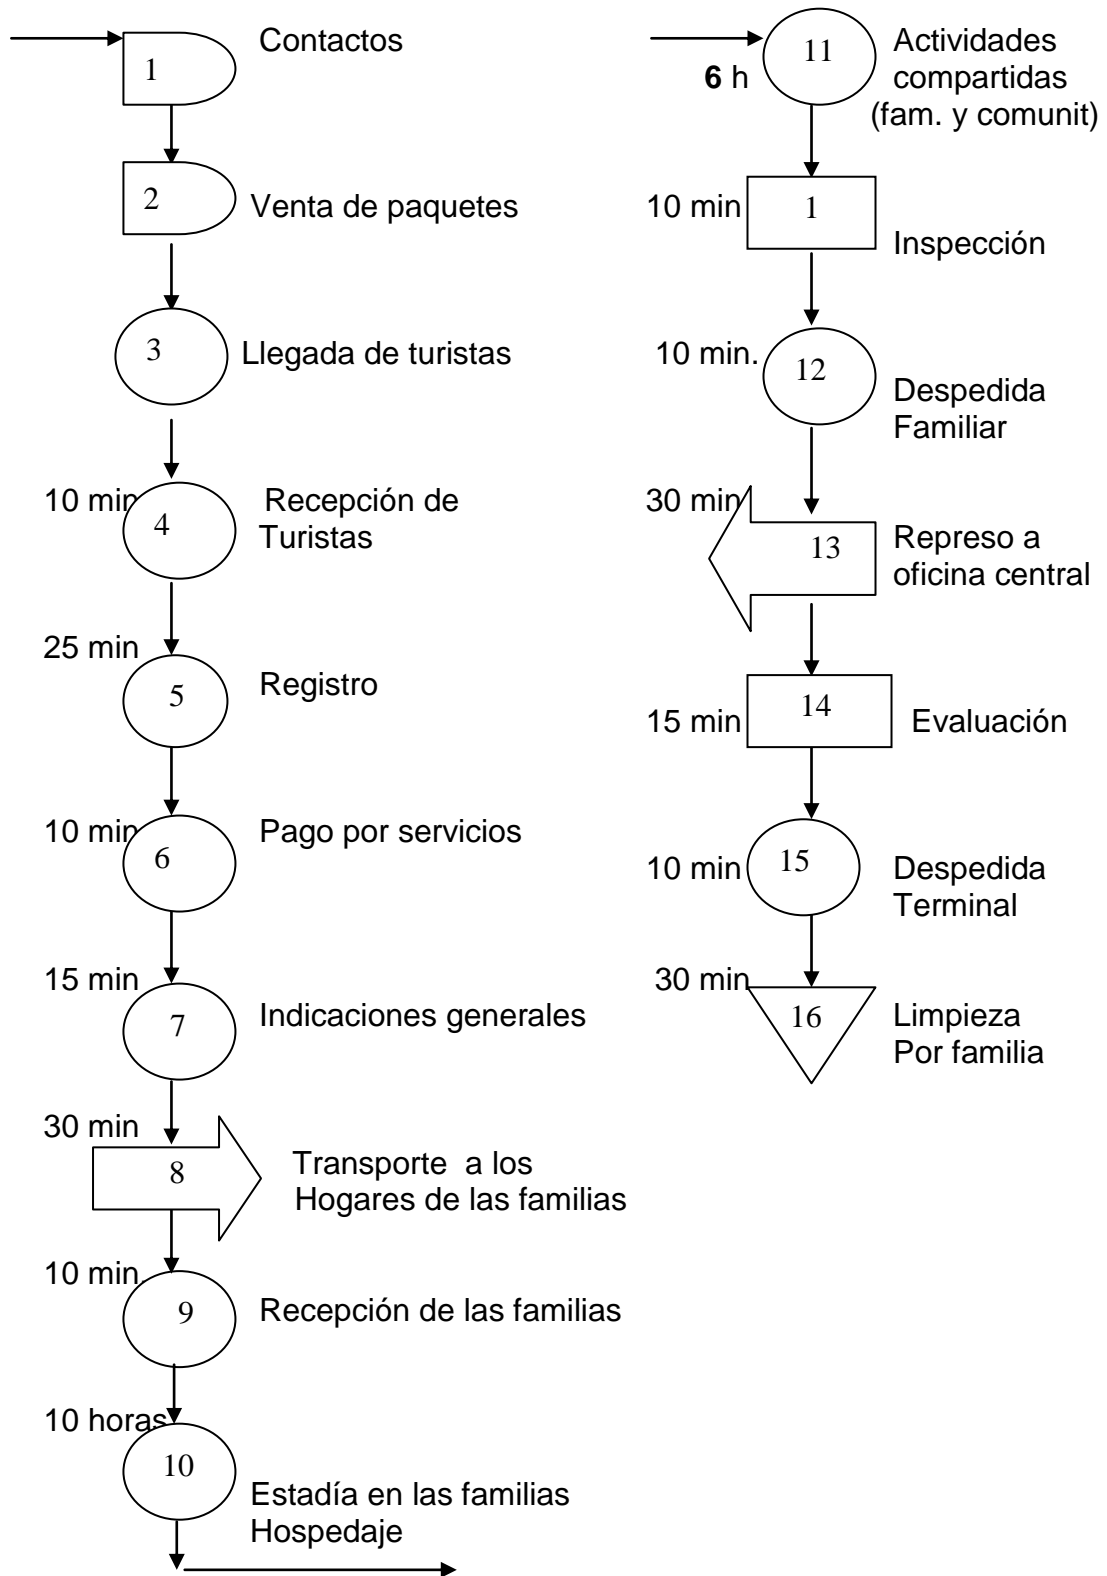 1 Contactos
2 Venta de paquetes
3 Llegada de turistas
10 min 4 Recepción de
Turistas
25 min
5 Registro
10 min 6 Pago por servicios
15 min
7 Indicaciones generales
30 min
8 Transporte a los
Hogares de las familias
10 min.
9 Recepción de las familias
10 horas
10
Estadía en las familias
Hospedaje
11 Actividades
6 h compartidas
(fam. y comunit)
10 min 1
Inspección
10 min. 12
Despedida
Familiar
30 min
13 Represo a
oficina central
15 min 14 Evaluación
10 min 15 Despedida
Terminal
30 min
16 Limpieza
Por familia